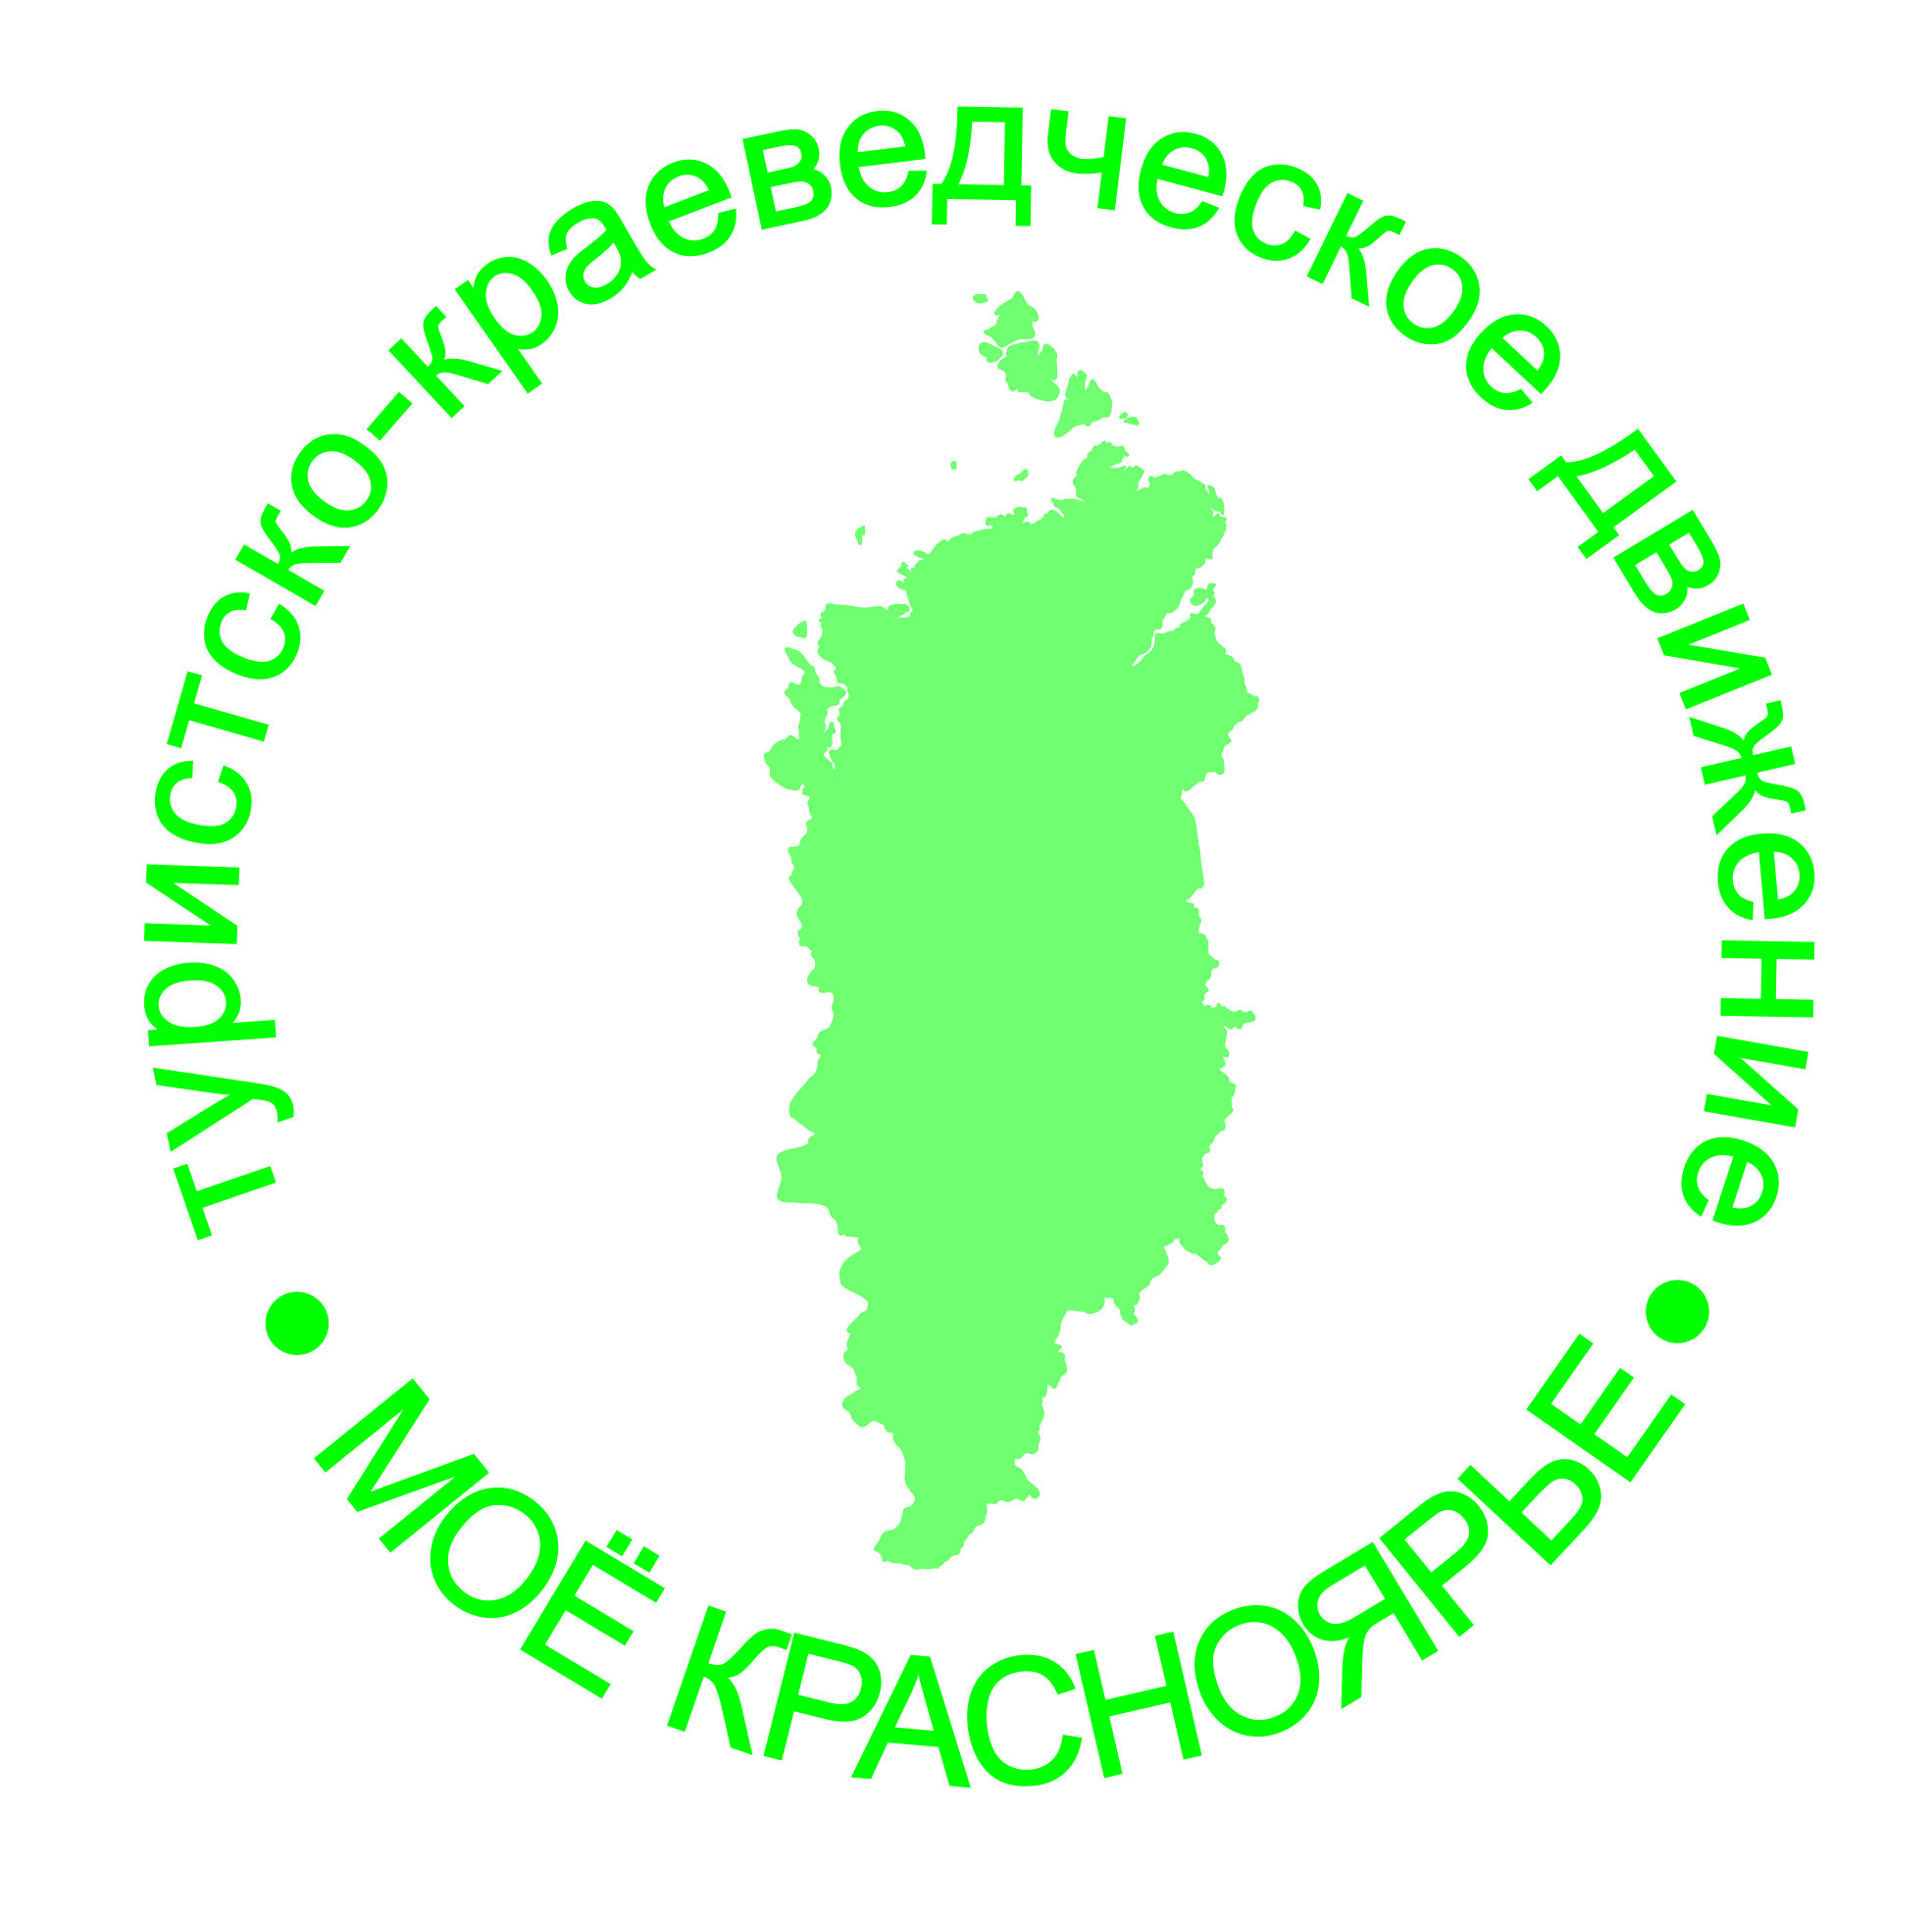 туристско-краеведческое движение
МОЁ КРАСНОЯРЬЕ